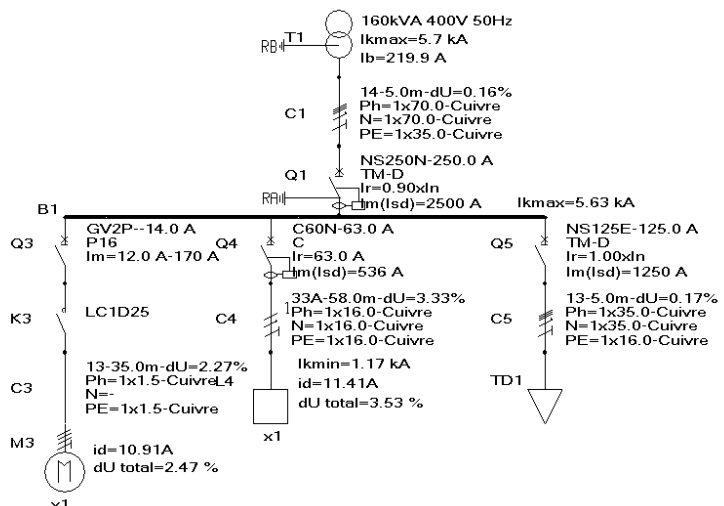 160kVA 400V 50Hz
T1
RB
Ikmax=5.7 kA
Ib=219.9 A
C1
14-5.0m-dU=0.16%
Ph=1x70.0-Cuivre
N=1x70.0-Cuivre
PE=1x35.0-Cuivre
Q1
NS250N-250.0 A
TM-D
Ir=0.90xIn
Im(Isd)=2500 A
RA
B1
Ikmax=5.63 kA
Q3
GV2P--14.0 A
P16
Im=12.0 A-170 A
Q4
C60N-63.0 A
C
Ir=63.0 A
Im(Isd)=536 A
Q5
NS125E-125.0 A
TM-D
Ir=1.00xIn
Im(Isd)=1250 A
K3
LC1D25
C4
1
33A-58.0m-dU=3.33%
Ph=1x16.0-Cuivre
N=1x16.0-Cuivre
PE=1x16.0-Cuivre
C5
13-5.0m-dU=0.17%
Ph=1x35.0-Cuivre
N=1x35.0-Cuivre
PE=1x16.0-Cuivre
C3
13-35.0m-dU=2.27%
Ph=1x1.5-Cuivre
N=-
PE=1x1.5-Cuivre
L4
Ikmin=1.17 kA
id=11.41A
dU total=3.53 %
x1
TD1
M3
id=10.91A
dU total=2.47 %
M
x1